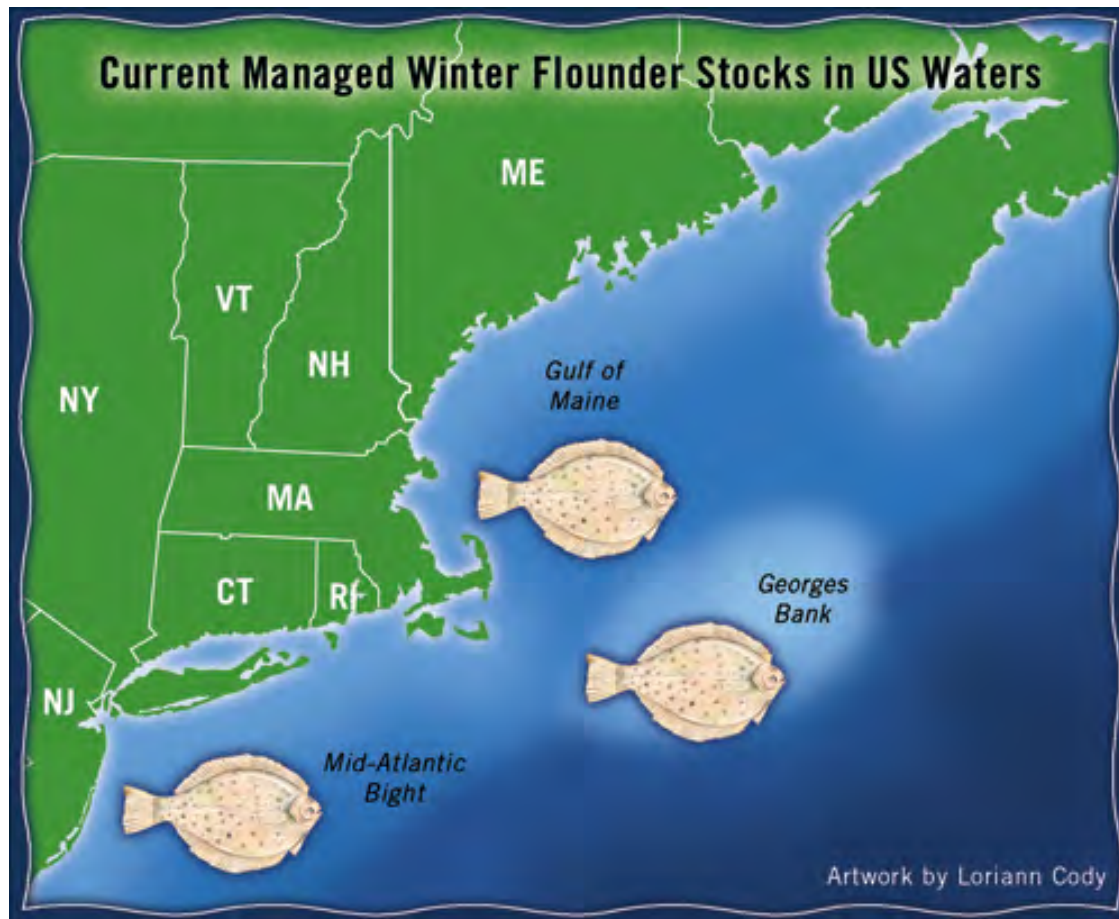 Current Managed Winter Flounder Stocks in US Waters
ME
VT
NH
NY
Gulf of
Maine
MA
Georges
Bank
CT
RI
NJ
Mid-Atlantic
Bight
Artwork by Loriann Cody